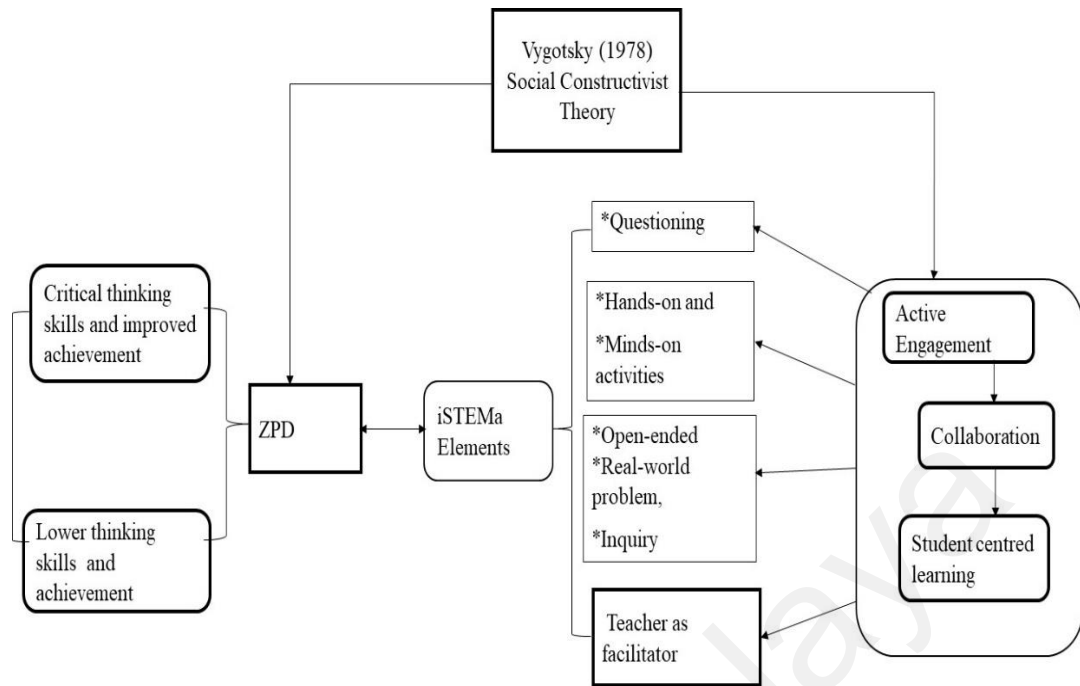 Vygotsky (1978)
Social Constructivist
Theory
*Questioning
*Hands-on and
*Minds-on
activities
*Open-ended
*Real-world
problem,
*Inquiry
Teacher as
facilitator
Active
Engagement
Collaboration
Student centred
learning
Critical thinking
skills and improved
achievement
Lower thinking
skills and
achievement
ZPD
iSTEMa
Elements
laya